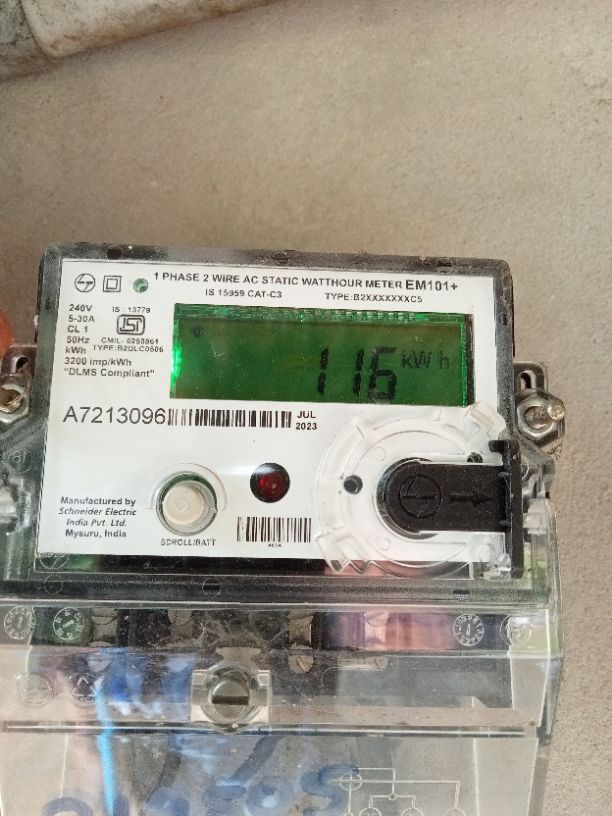 1 PHASE 2 WIRE AC STATIC WATTHOUR METER EM101+
IS 15959 CAT-C3 TYPE:B2XXXXXXXC5
240V
5-30A
CL 1
50Hz
kWh
3200 imp/kWh
"DLMS Compliant"
IS : 13779
ISI
CM/L- 6259861
TYPE:B2DLC0506
116 kWh
A7213096
JUL
2023
Manufactured by
Schneider Electric
India Pvt. Ltd.
Mysuru, India
SCROLL/BATT